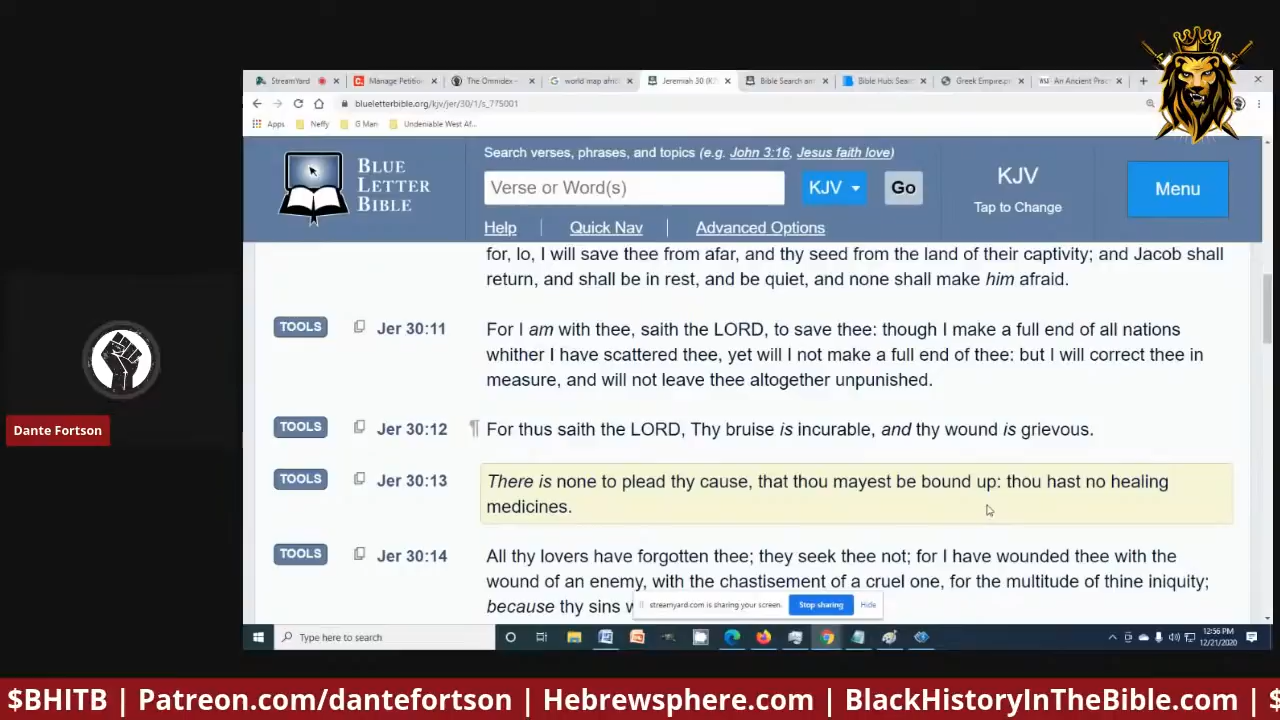 StreamYard
Manage Petitio
The Omnidex -
world map afri
Jeremiah 30 (K
Bible Search an
Bible Hub: Sear
Greek Empire
An Ancient Prac
blueletterbible.org/kjv/jer/30/1/s_775001
Apps Neffy G Man Undeniable West Af...
BLUE
LETTER
BIBLE
Search verses, phrases, and topics (e.g. John 3:16, Jesus faith love)
Verse or Word(s) KJV Go
Help Quick Nav Advanced Options
KJV
Tap to Change
Menu
for, lo, I will save thee from afar, and thy seed from the land of their captivity; and Jacob shall
return, and shall be in rest, and be quiet, and none shall make him afraid.
TOOLS Jer 30:11 For I am with thee, saith the LORD, to save thee: though I make a full end of all nations
whither I have scattered thee, yet will I not make a full end of thee: but I will correct thee in
measure, and will not leave thee altogether unpunished.
TOOLS Jer 30:12 ¶ For thus saith the LORD, Thy bruise is incurable, and thy wound is grievous.
TOOLS Jer 30:13 There is none to plead thy cause, that thou mayest be bound up: thou hast no healing
medicines.
TOOLS Jer 30:14 All thy lovers have forgotten thee; they seek thee not; for I have wounded thee with the
wound of an enemy, with the chastisement of a cruel one, for the multitude of thine iniquity;
because thy sins w
streamyard.com is sharing your screen. Stop sharing Hide
Type here to search
12:56 PM
12/21/2020
Dante Fortson
$BHITB | Patreon.com/dantefortson | Hebrewsphere.com | BlackHistoryInTheBible.com | $